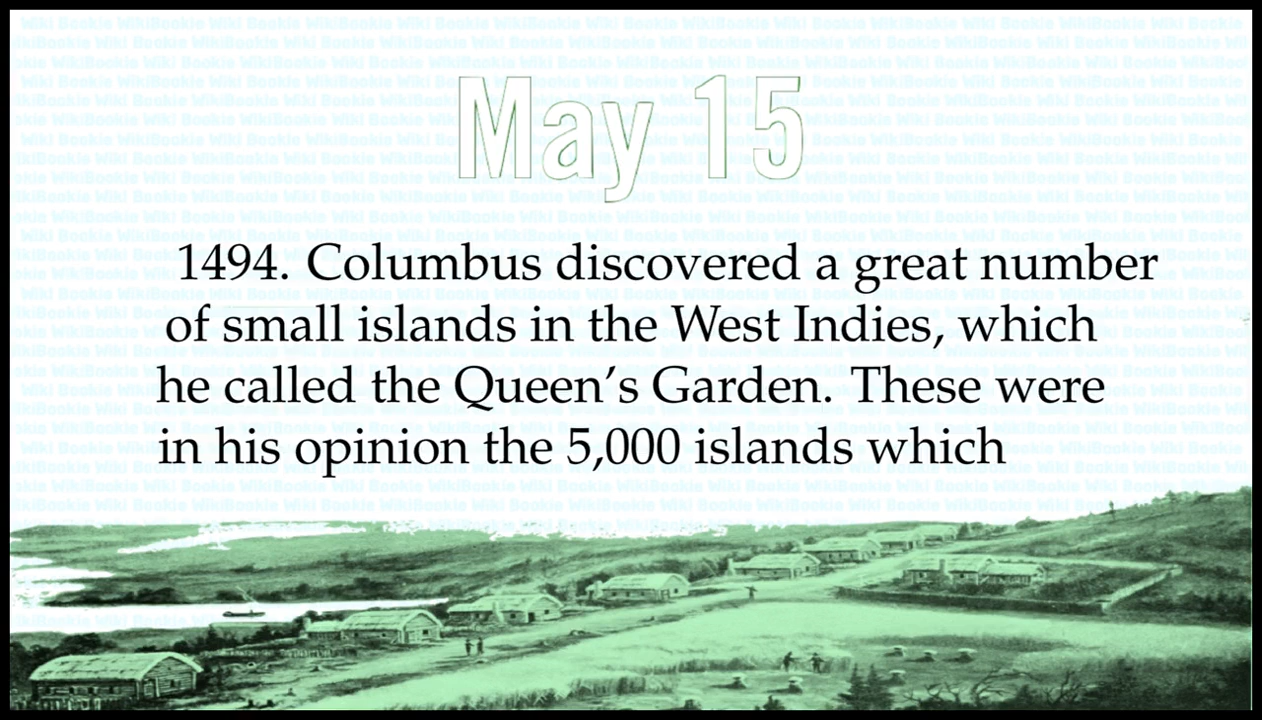 May 15
1494. Columbus discovered a great number
of small islands in the West Indies, which
he called the Queen’s Garden. These were
in his opinion the 5,000 islands which